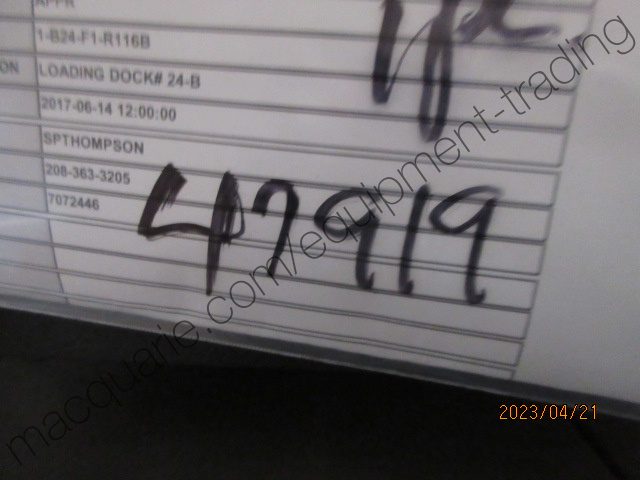 APPR
1-B24-F1-R116B
ON LOADING DOCK# 24-B
2017-06-14 12:00:00
SPTHOMPSON
208-363-3205
7072446
47919
macquarie.com/equipment-trading
2023/04/21